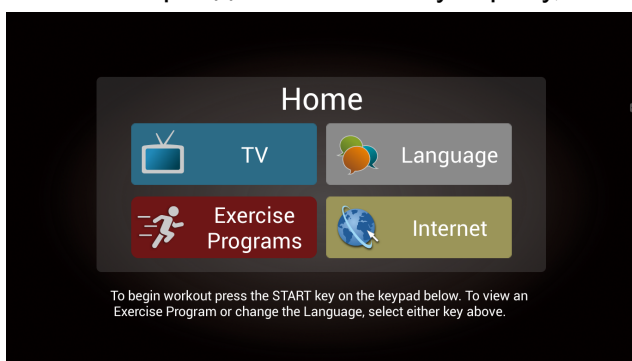 Home
TV
Language
Exercise
Programs
Internet
To begin workout press the START key on the keypad below. To view an
Exercise Program or change the Language, select either key above.